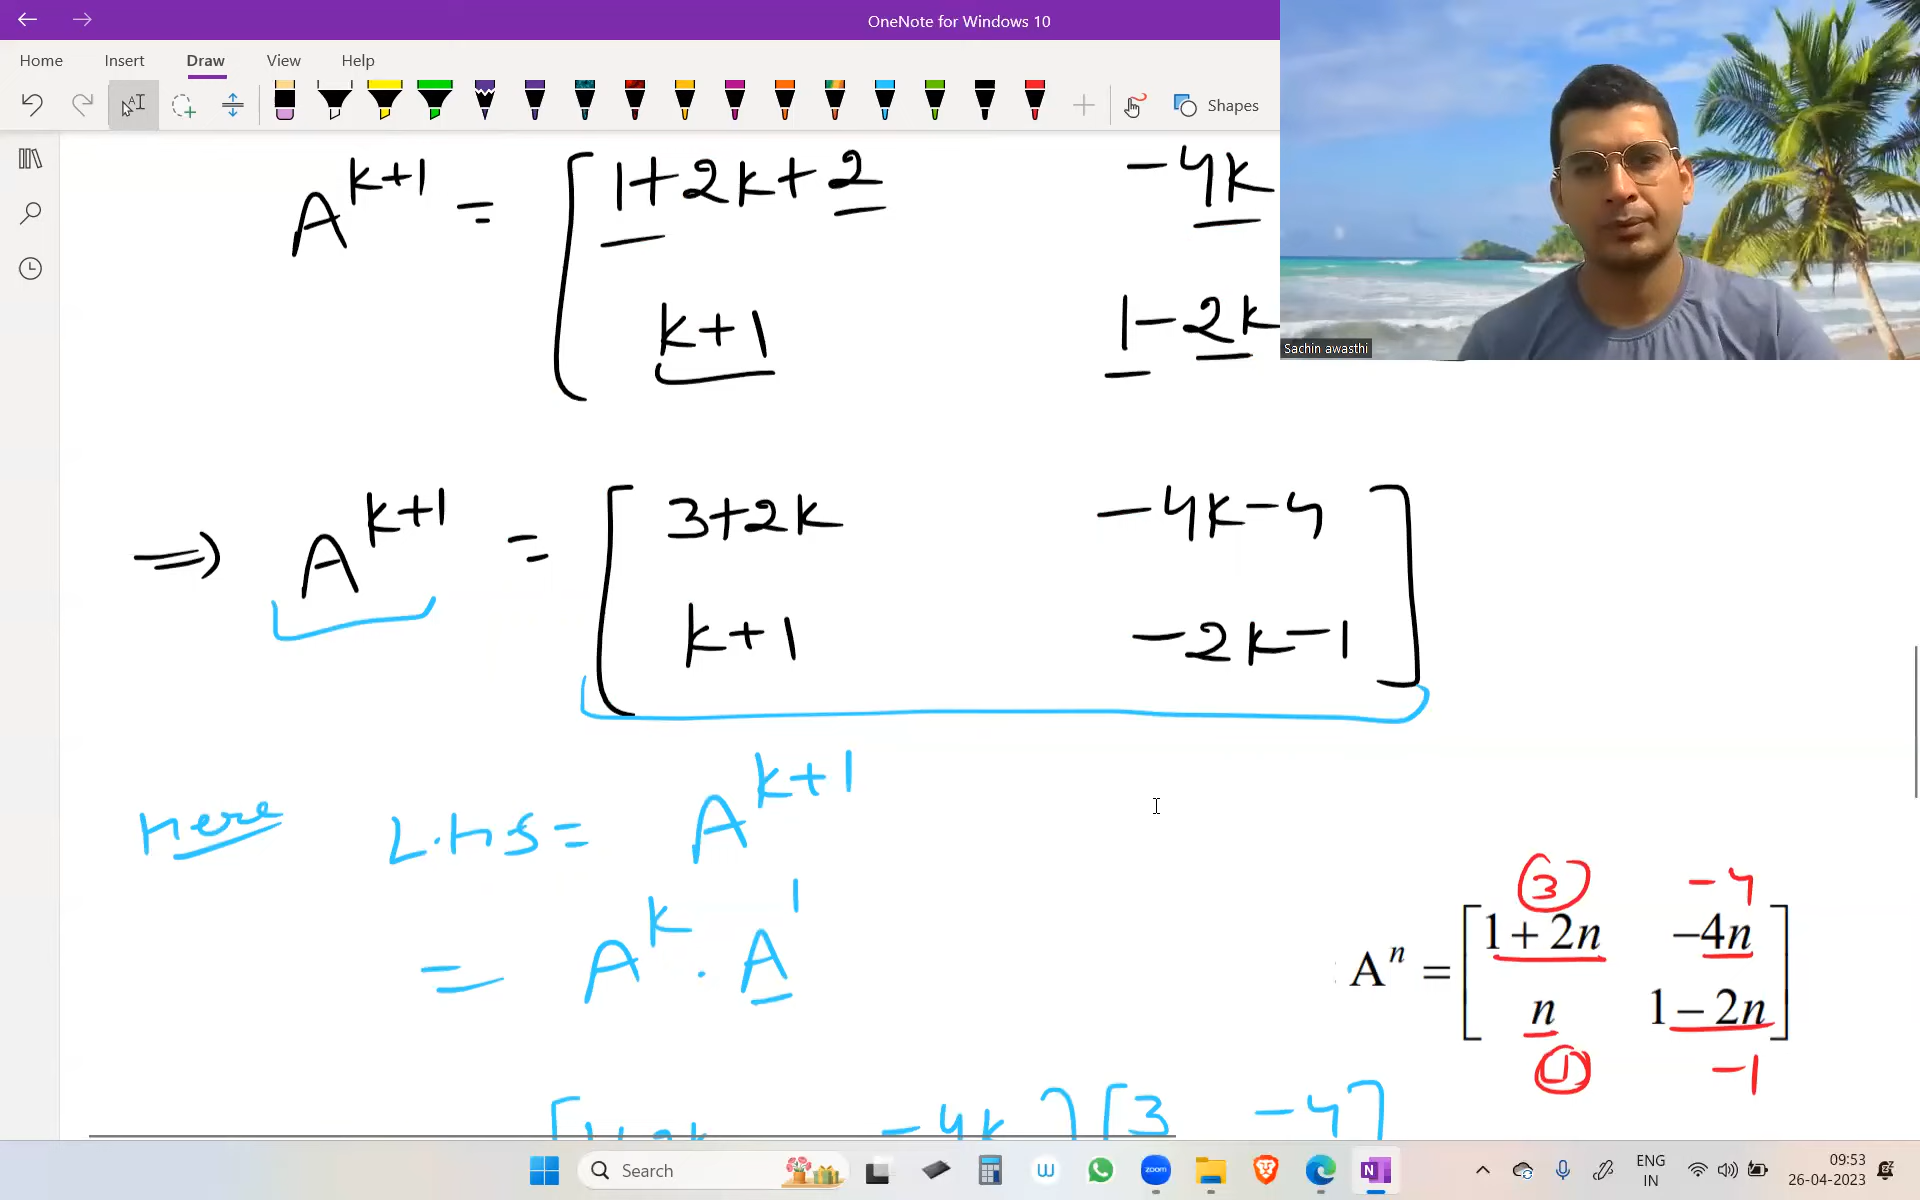 OneNote for Windows 10
Home Insert Draw View Help
Shapes
A^{k+1} = [ 1+2k+2 -4k
k+1 1-2k
Sachin awasthi
⟹ A^{k+1} = [ 3+2k -4k-4 ]
k+1 -2k-1
Here L.H.S = A^{k+1}
= A^k . A^1
3 -4
A^n = [ 1+2n -4n ]
n 1-2n
1 -1
-4k ] [ 3 -4 ]
Search
zoom
ENG
IN
09:53
26-04-2023